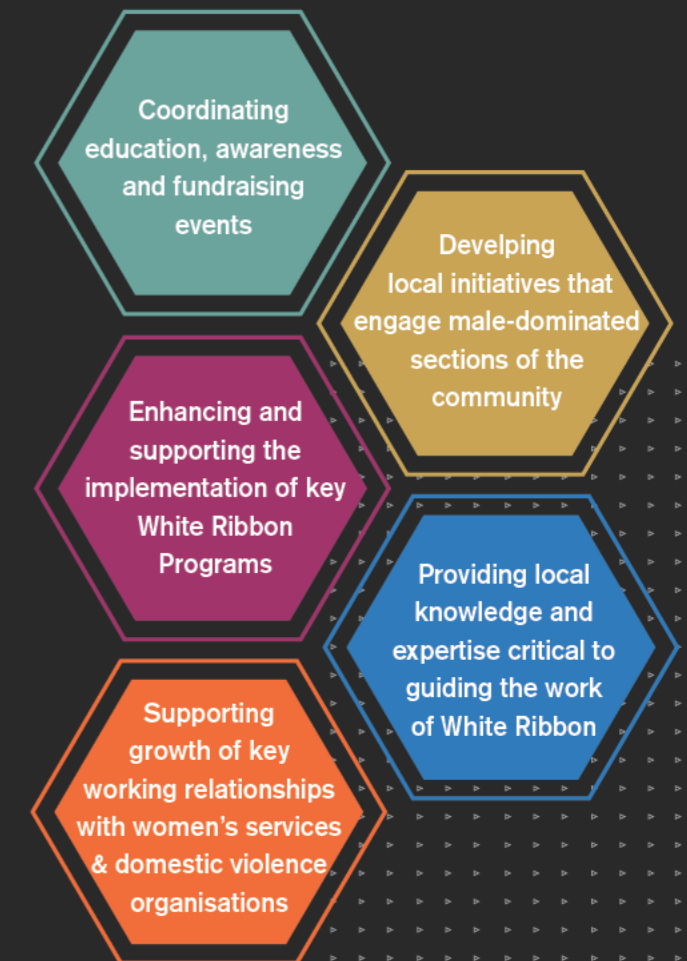 Coordinating
education, awareness
and fundraising
events
Develping
local initiatives that
engage male-dominated
sections of the
community
Enhancing and
supporting the
implementation of key
White Ribbon
Programs
Providing local
knowledge and
expertise critical to
guiding the work
of White Ribbon
Supporting
growth of key
working relationships
with women’s services
& domestic violence
organisations